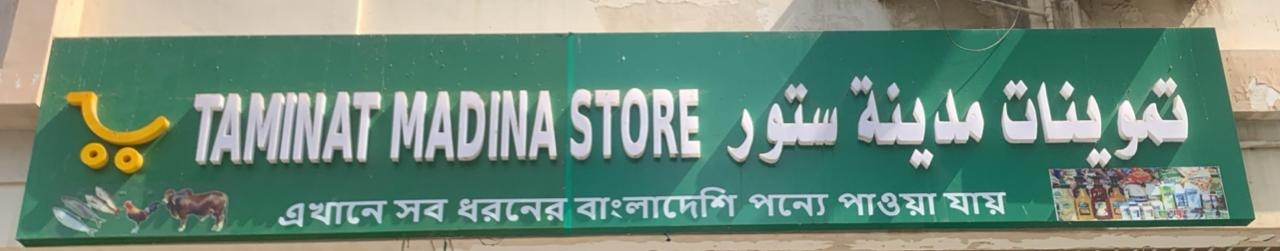 TAMINAT MADINA STORE تموينات مدينة ستور
এখানে সব ধরনের বাংলাদেশি পন্যে পাওয়া যায়